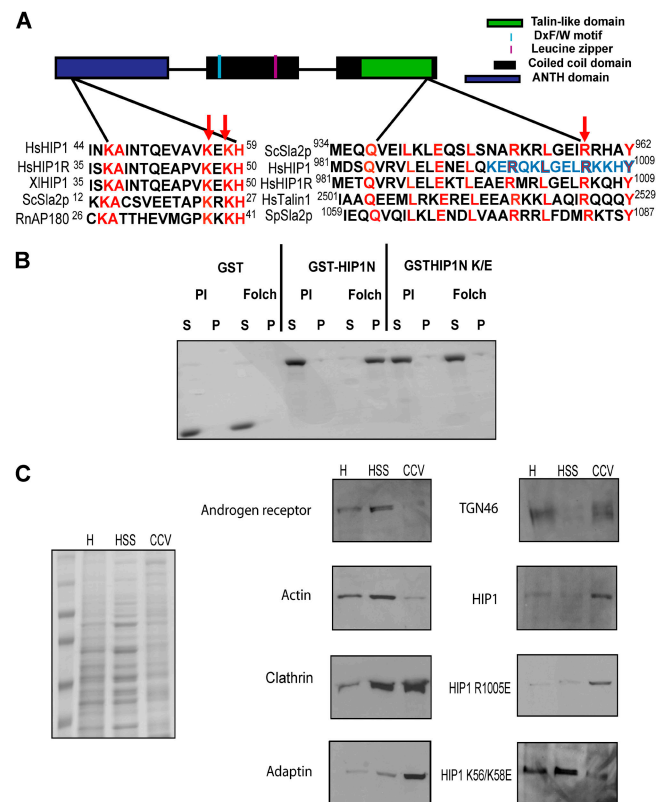 A
Talin-like domain
DxF/W motif
Leucine zipper
Coiled coil domain
ANTH domain
HsHIP1 44 INKAINTQEVAVKEKH 59
HsHIP1R 35 ISKAINTQEAPVKEKH 50
XlHIP1 35 ISKAINTQEAPVKEKH 50
ScSla2p 12 KKACSVEETAPKRKH 27
RnAP180 26 CKATTHEVMGPKKKH 41
ScSla2p 934 MEQQVEILKLEQSLSNARKRLGEIRRHAY 962
HsHIP1 981 MDSQVRVLELENELQKERQKLGELRKKHY 1009
HsHIP1R 981 METQVRVLELEKTLEAERMRLGELRKQHY 1009
HsTalin1 2501 IAAQEEMLRKERELEEARKKLAQIRQQQY 2529
SpSla2p 1059 IEQQVQILKLENDLVAARRRLFDMRKTSY 1087
B
GST GST-HIP1N GSTHIP1N K/E
PI Folch PI Folch PI Folch
S P S P S P S P S P S P
C
H HSS CCV
H HSS CCV
H HSS CCV
Androgen receptor
TGN46
Actin
HIP1
Clathrin
HIP1 R1005E
Adaptin
HIP1 K56/K58E